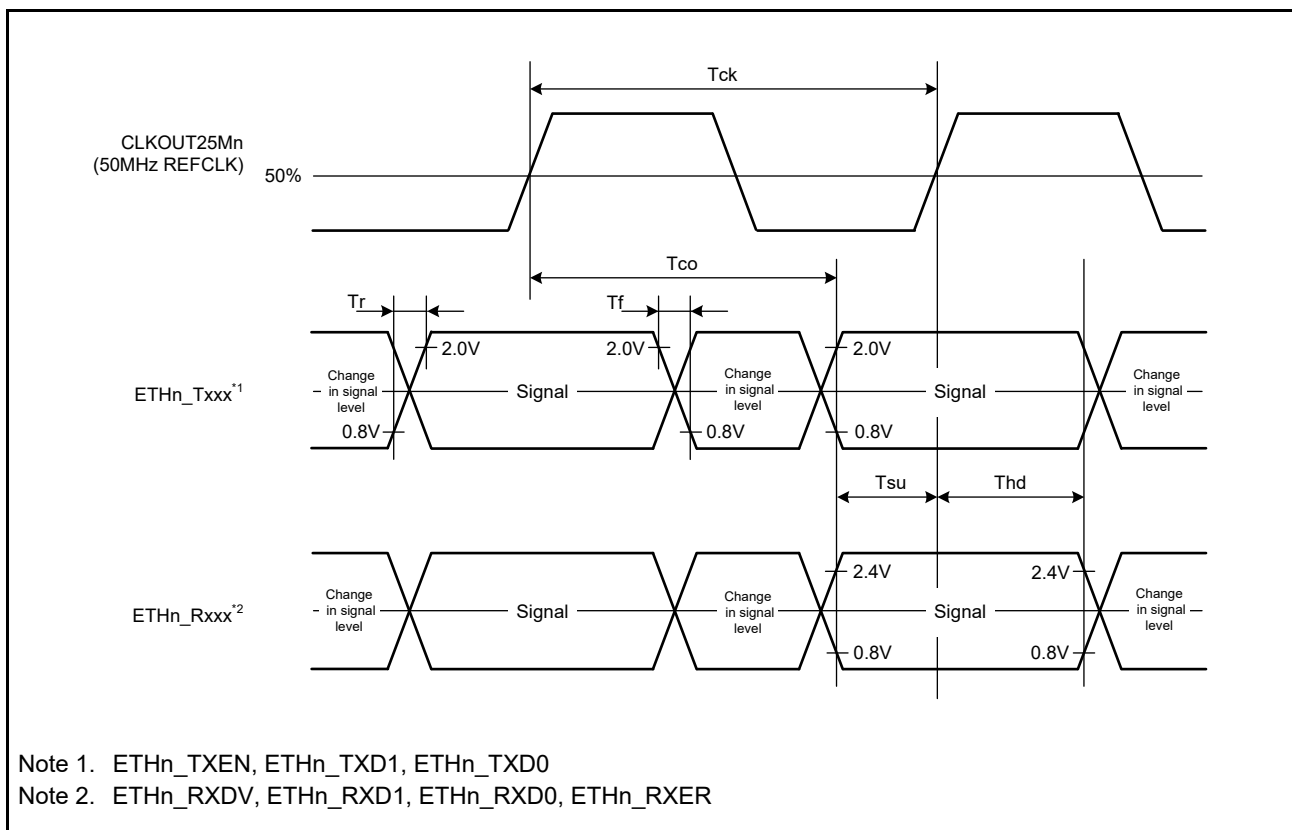 Tck
CLKOUT25Mn
(50MHz REFCLK)
50%
Tco
Tr
Tf
2.0V
2.0V
2.0V
ETHn_Txxx*1
Change
in signal
level
Signal
Change
in signal
level
Signal
Change
in signal
level
0.8V
0.8V
0.8V
Tsu
Thd
2.4V
2.4V
ETHn_Rxxx*2
Change
in signal
level
Signal
Change
in signal
level
Signal
Change
in signal
level
0.8V
0.8V
Note 1. ETHn_TXEN, ETHn_TXD1, ETHn_TXD0
Note 2. ETHn_RXDV, ETHn_RXD1, ETHn_RXD0, ETHn_RXER